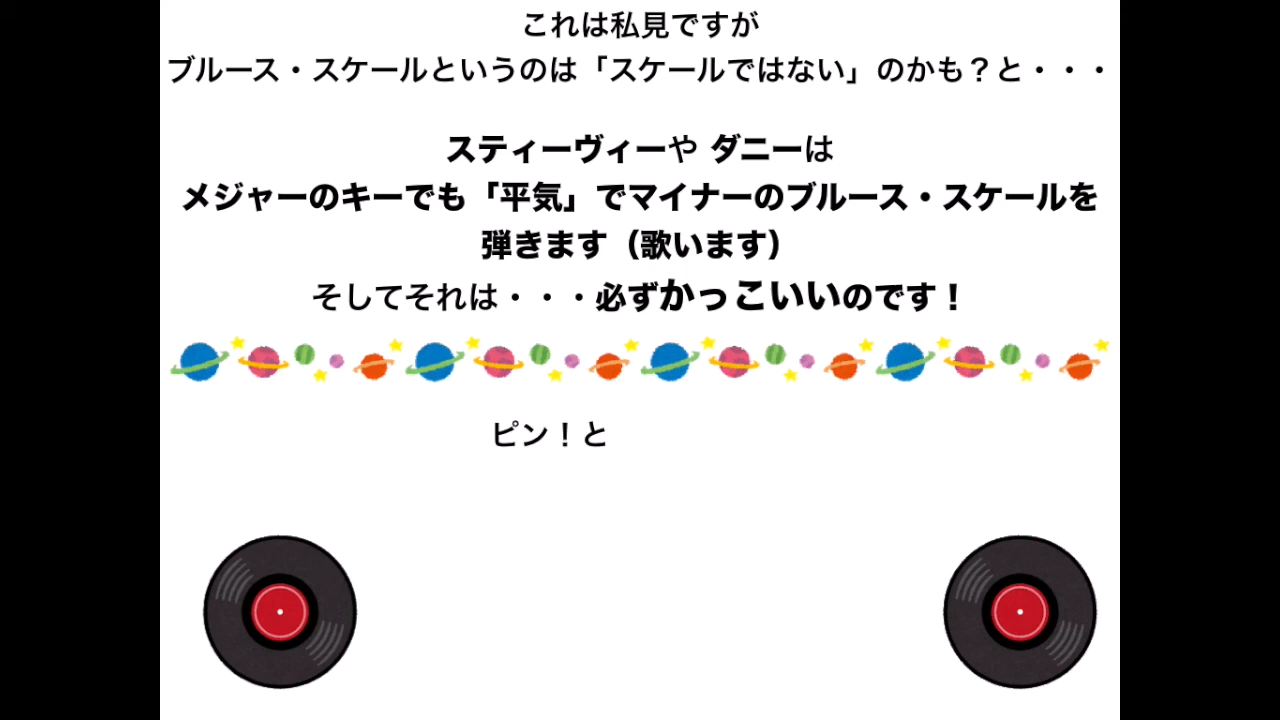 これは私見ですが
ブルース・スケールというのは「スケールではない」のかも？と・・・
スティーヴィーや ダニーは
メジャーのキーでも「平気」でマイナーのブルース・スケールを
弾きます（歌います）
そしてそれは・・・必ずかっこいいのです！
ピン！と